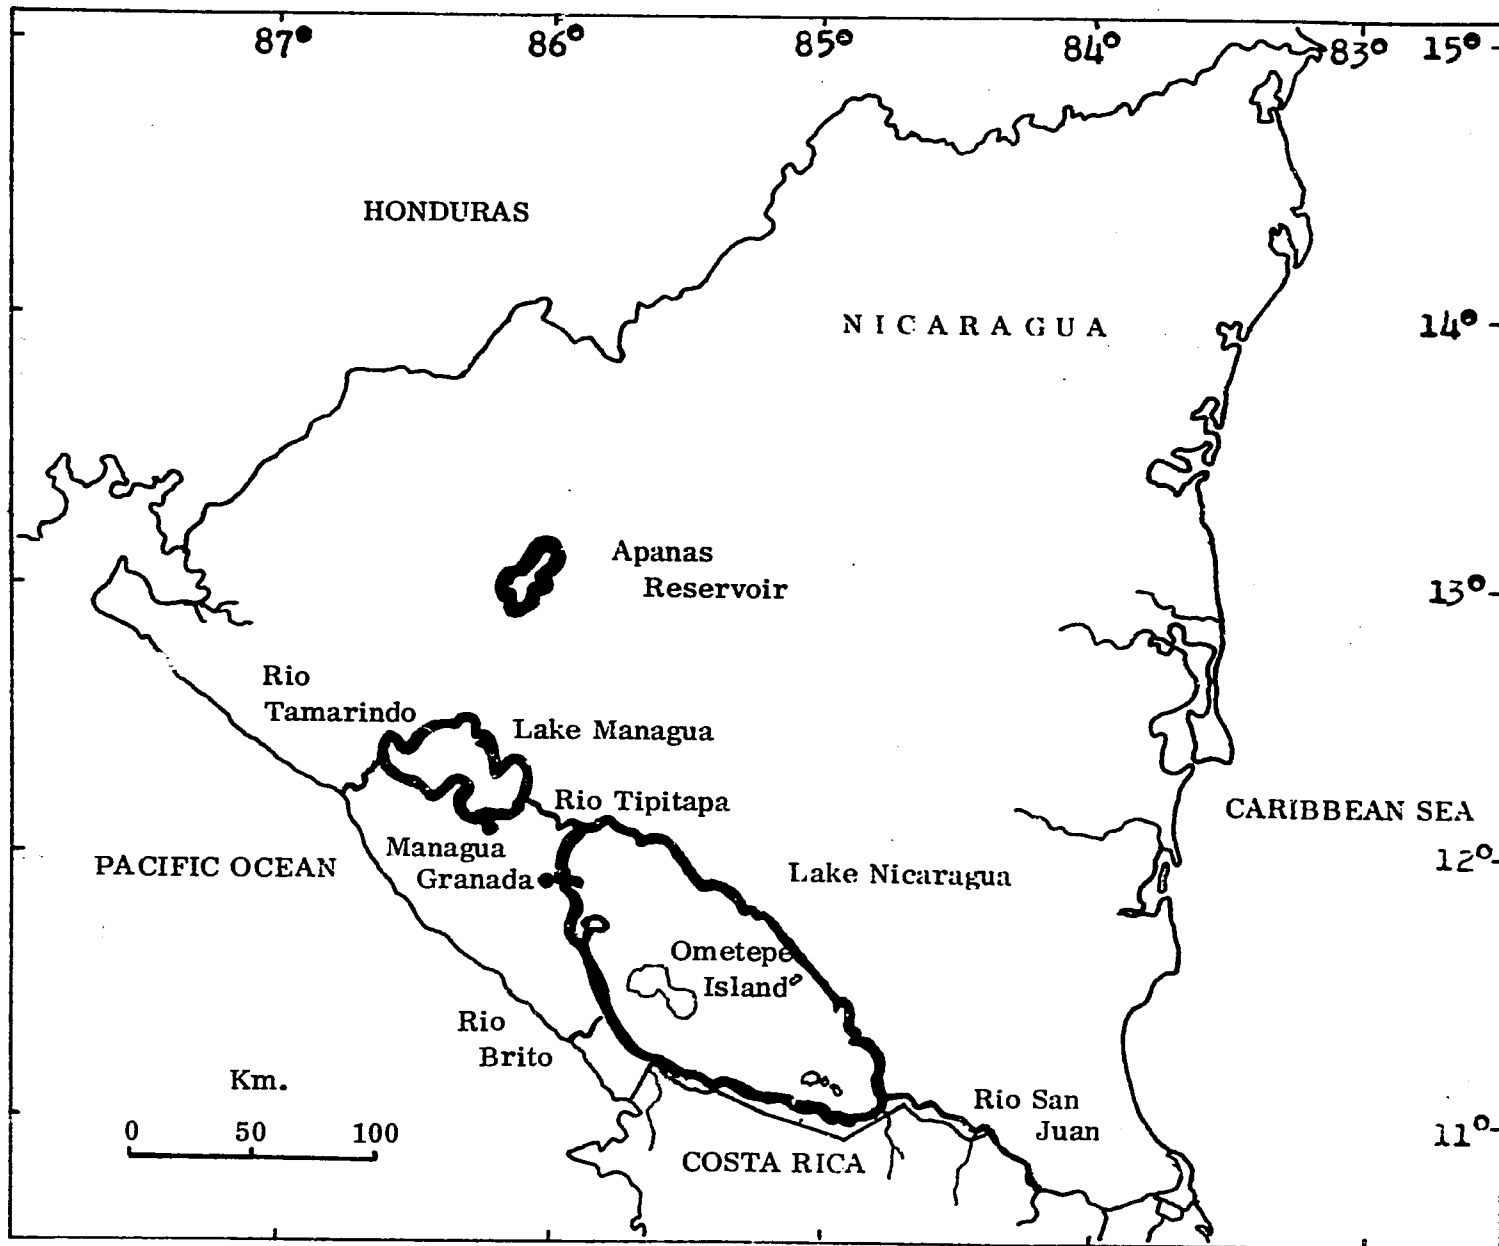 87°
86°
85°
84°
83°
15°
HONDURAS
NICARAGUA
14°
Apanas
Reservoir
13°
Rio
Tamarindo
Lake Managua
Rio Tipitapa
CARIBBEAN SEA
Managua
PACIFIC OCEAN
Granada
Lake Nicaragua
12°
Ometepe
Island
Rio
Brito
Km.
0 50 100
Rio San
Juan
11°
COSTA RICA